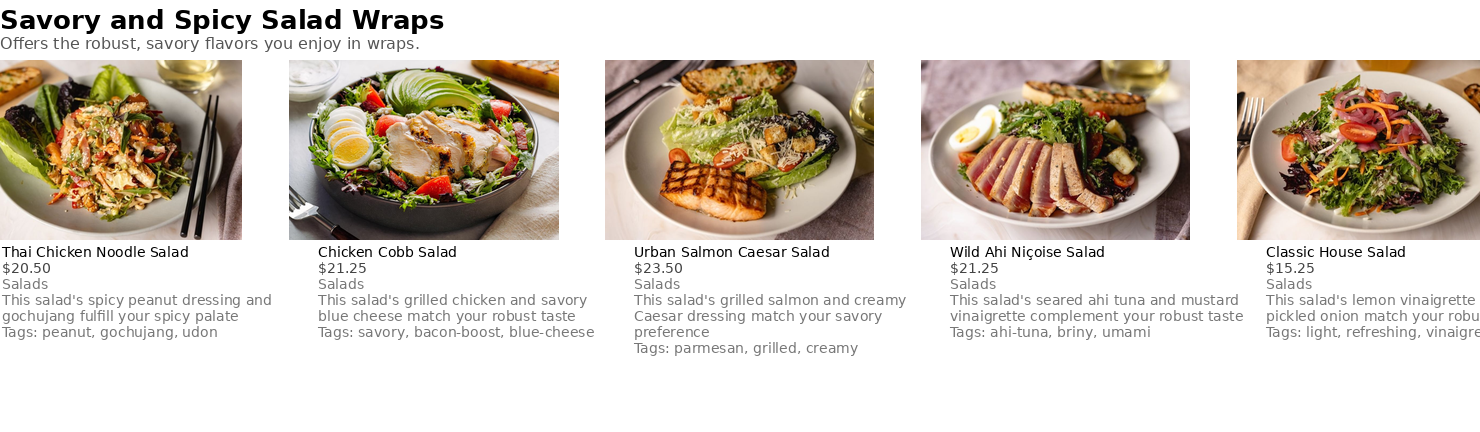 Savory and Spicy Salad Wraps
Offers the robust, savory flavors you enjoy in wraps.
Thai Chicken Noodle Salad
$20.50
Salads
This salad's spicy peanut dressing and
gochujang fulfill your spicy palate
Tags: peanut, gochujang, udon
Chicken Cobb Salad
$21.25
Salads
This salad's grilled chicken and savory
blue cheese match your robust taste
Tags: savory, bacon-boost, blue-cheese
Urban Salmon Caesar Salad
$23.50
Salads
This salad's grilled salmon and creamy
Caesar dressing match your savory
preference
Tags: parmesan, grilled, creamy
Wild Ahi Niçoise Salad
$21.25
Salads
This salad's seared ahi tuna and mustard
vinaigrette complement your robust taste
Tags: ahi-tuna, briny, umami
Classic House Salad
$15.25
Salads
This salad's lemon vinaigrette
pickled onion match your
Tags: light, refreshing,